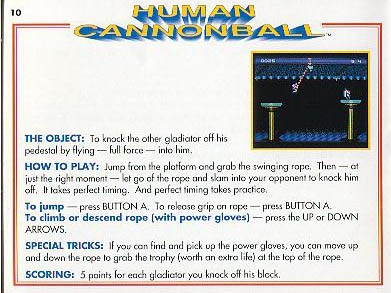 10
HUMAN
CANNONBALL™
THE OBJECT: To knock the other gladiator off his
pedestal by flying — full force — into him.
HOW TO PLAY: Jump from the platform and grab the swinging rope. Then — at
just the right moment — let go of the rope and slam into your opponent to knock him
off. It takes perfect timing. And perfect timing takes practice.
To jump — press BUTTON A. To release grip on rope — press BUTTON A.
To climb or descend rope (with power gloves) — press the UP or DOWN
ARROWS.
SPECIAL TRICKS: If you can find and pick up the power gloves, you can move up
and down the rope to grab the trophy (worth an extra life) at the top of the rope.
SCORING: 5 points for each gladiator you knock off his block.